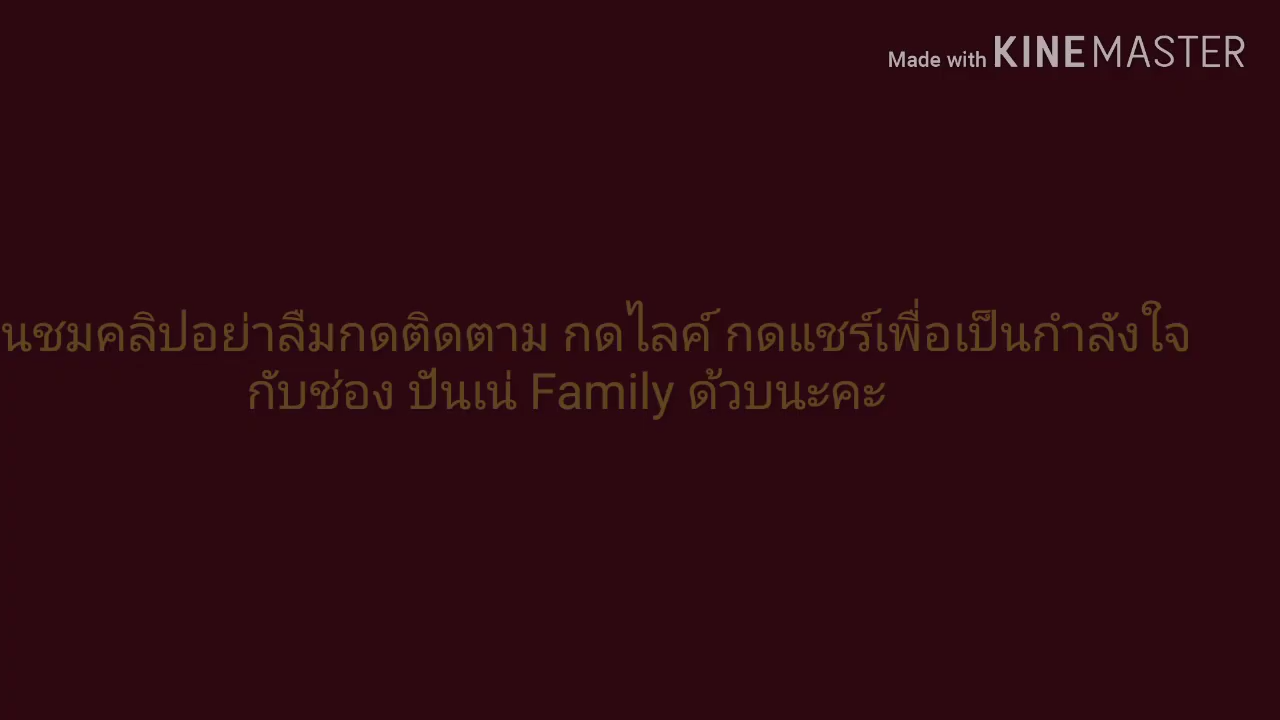 Made with KINEMASTER
นชมคลิปอย่าลืมกดติดตาม กดไลค์ กดแชร์เพื่อเป็นกำลังใจ
กับช่อง ปันเน่ Family ด้วบนะคะ